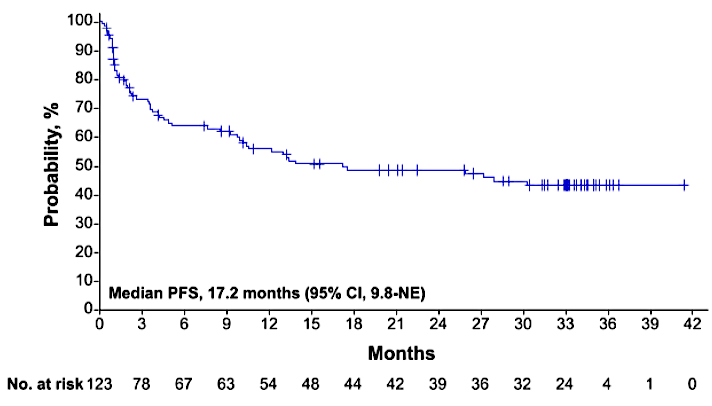 100
90
80
70
60
50
40
30
20
10
0
Probability, %
Median PFS, 17.2 months (95% CI, 9.8-NE)
0 3 6 9 12 15 18 21 24 27 30 33 36 39 42
Months
No. at risk 123 78 67 63 54 48 44 42 39 36 32 24 4 1 0